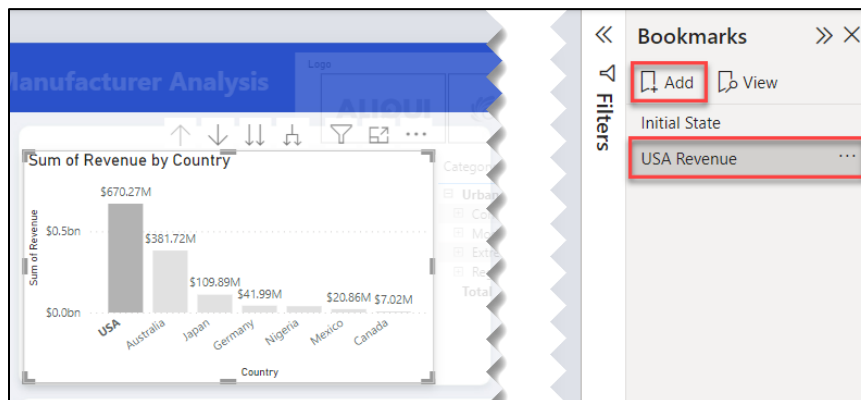 Manufacturer Analysis
Logo
Bookmarks
Add
View
Initial State
USA Revenue
Filters
Sum of Revenue by Country
Sum of Revenue
$0.5bn
$0.0bn
$670.27M
$381.72M
$109.89M
$41.99M
$20.86M
$7.02M
USA
Australia
Japan
Germany
Nigeria
Mexico
Canada
Country
Urban
Total